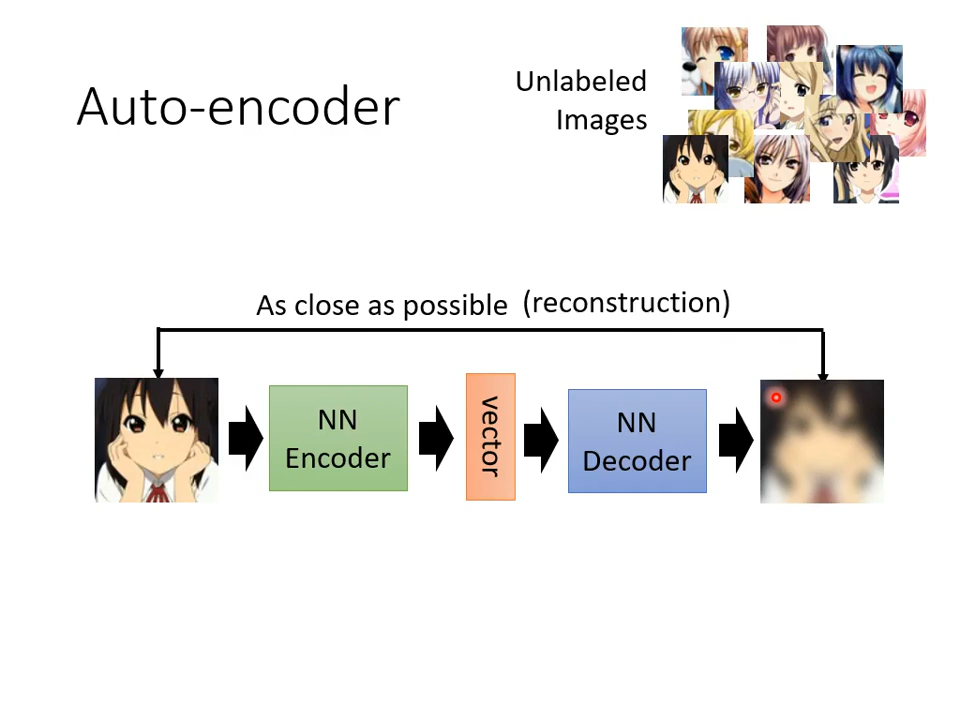 Auto-encoder
Unlabeled
Images
As close as possible (reconstruction)
NN
Encoder
vector
NN
Decoder